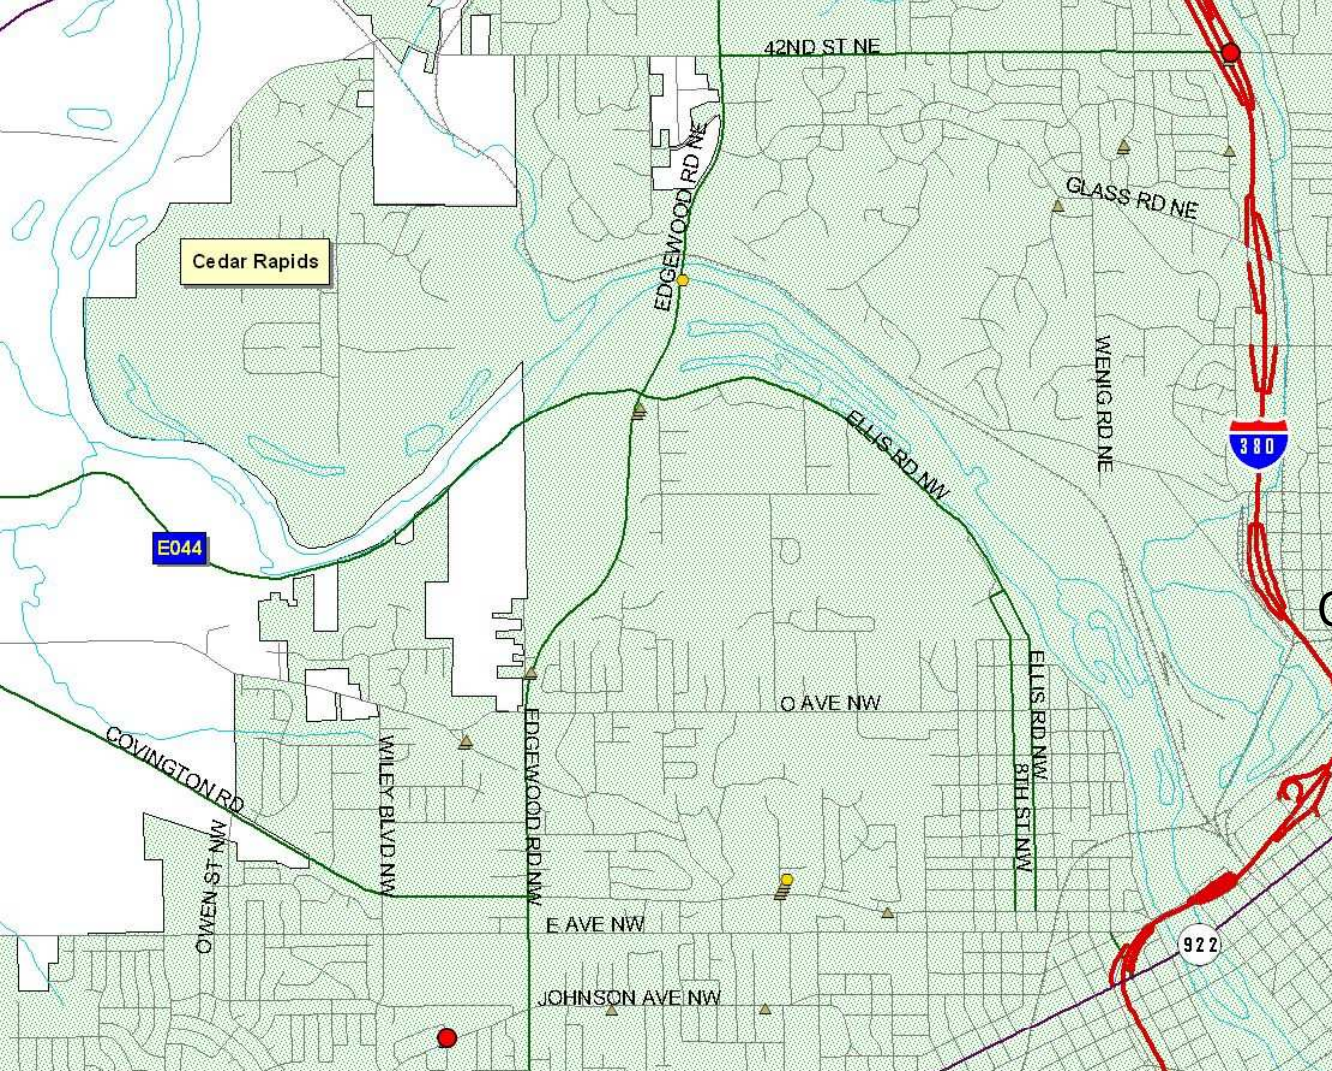 42ND ST NE
EDGEWOOD RD NE
GLASS RD NE
Cedar Rapids
WENIG RD NE
ELLIS RD NW
380
E044
O AVE NW
ELLIS RD NW
COVINGTON RD
WILEY BLVD NW
EDGEWOOD RD NW
8TH ST NW
OWEN ST NW
E AVE NW
922
JOHNSON AVE NW